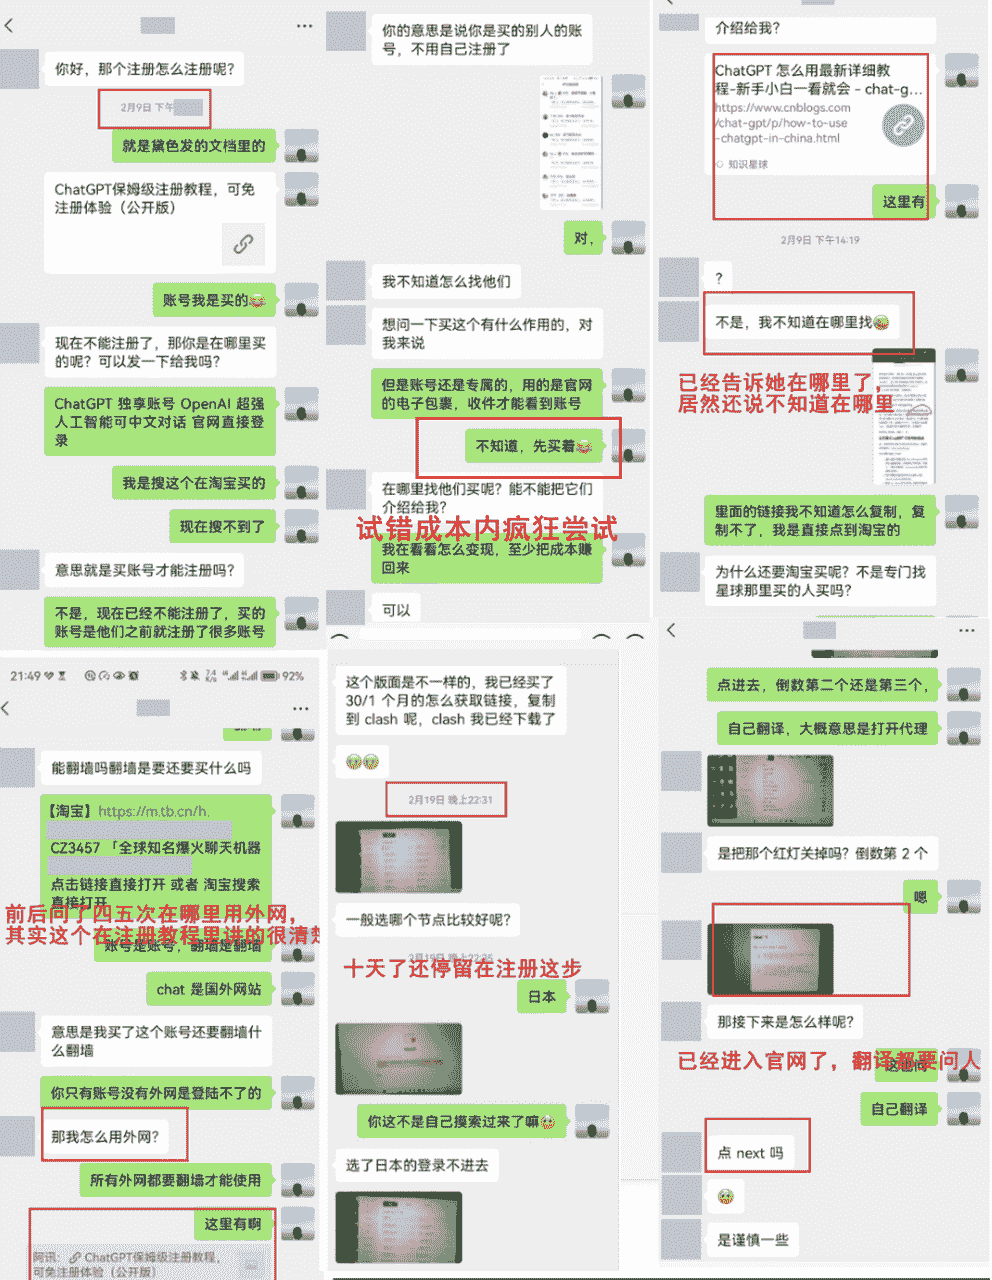 你好，那个注册怎么注册呢？
2月9日 下午
就是黛色发的文档里的
ChatGPT保姆级注册教程，可免
注册体验（公开版）
账号我是买的
现在不能注册了，那你是在哪里买
的呢？可以发一下给我吗？
ChatGPT 独享账号 OpenAI 超强
人工智能可中文对话 官网直接登
录
我是搜这个在淘宝买的
现在搜不到了
意思就是买账号才能注册吗？
不是，现在已经不能注册了，买的
账号是他们之前就注册了很多账号
你的意思是说你是买的别人的账
号，不用自己注册了
对，
我不知道怎么找他们
想问一下买这个有什么作用的，对
我来说
但是账号还是专属的，用的是官网
的电子包裹，收件才能看到账号
不知道，先买着
在哪里找他们买呢？能不能把它们
介绍给我？
试错成本内疯狂尝试
我在看看怎么变现，至少把成本赚
回来
可以
介绍给我？
ChatGPT 怎么用最新详细教
程-新手小白一看就会 - chat-g...
https://www.cnblogs.com
/chat-gpt/p/how-to-use
-chatgpt-in-china.html
知识星球
这里有
2月9日 下午14:19
？
不是，我不知道在哪里找
已经告诉她在哪里了，
居然还说不知道在哪里
里面的链接我不知道怎么复制，复
制不了，我是直接点到淘宝的
为什么还要淘宝买呢？不是专门找
星球那里买的人买吗？
21:49
92%
能翻墙吗翻墙是要还要买什么吗
【淘宝】https://m.tb.cn/h.
CZ3457 「全球知名爆火聊天机器
点击链接直接打开 或者 淘宝搜索
直接打开
前后问了四五次在哪里用外网，
其实这个在注册教程里讲的很清楚
账号是账号，翻墙是翻墙
chat 是国外网站
意思是我买了这个账号还要翻墙什
么翻墙
你只有账号没有外网是登陆不了的
那我怎么用外网？
所有外网都要翻墙才能使用
这里有啊
阿讯： ChatGPT保姆级注册教程，
可免注册体验（公开版）
这个版面是不一样的，我已经买了
30/1 个月的怎么获取链接，复制
到 clash 呢，clash 我已经下载了
2月19日 晚上22:31
一般选哪个节点比较好呢？
十天了还停留在注册这步
日本
你这不是自己摸索过来了嘛
选了日本的登录不进去
点进去，倒数第二个还是第三个，
自己翻译，大概意思是打开代理
是把那个红灯关掉吗？倒数第 2 个
嗯
那接下来是怎么样呢？
已经进入官网了，翻译都要问人
自己翻译
点 next 吗
是谨慎一些